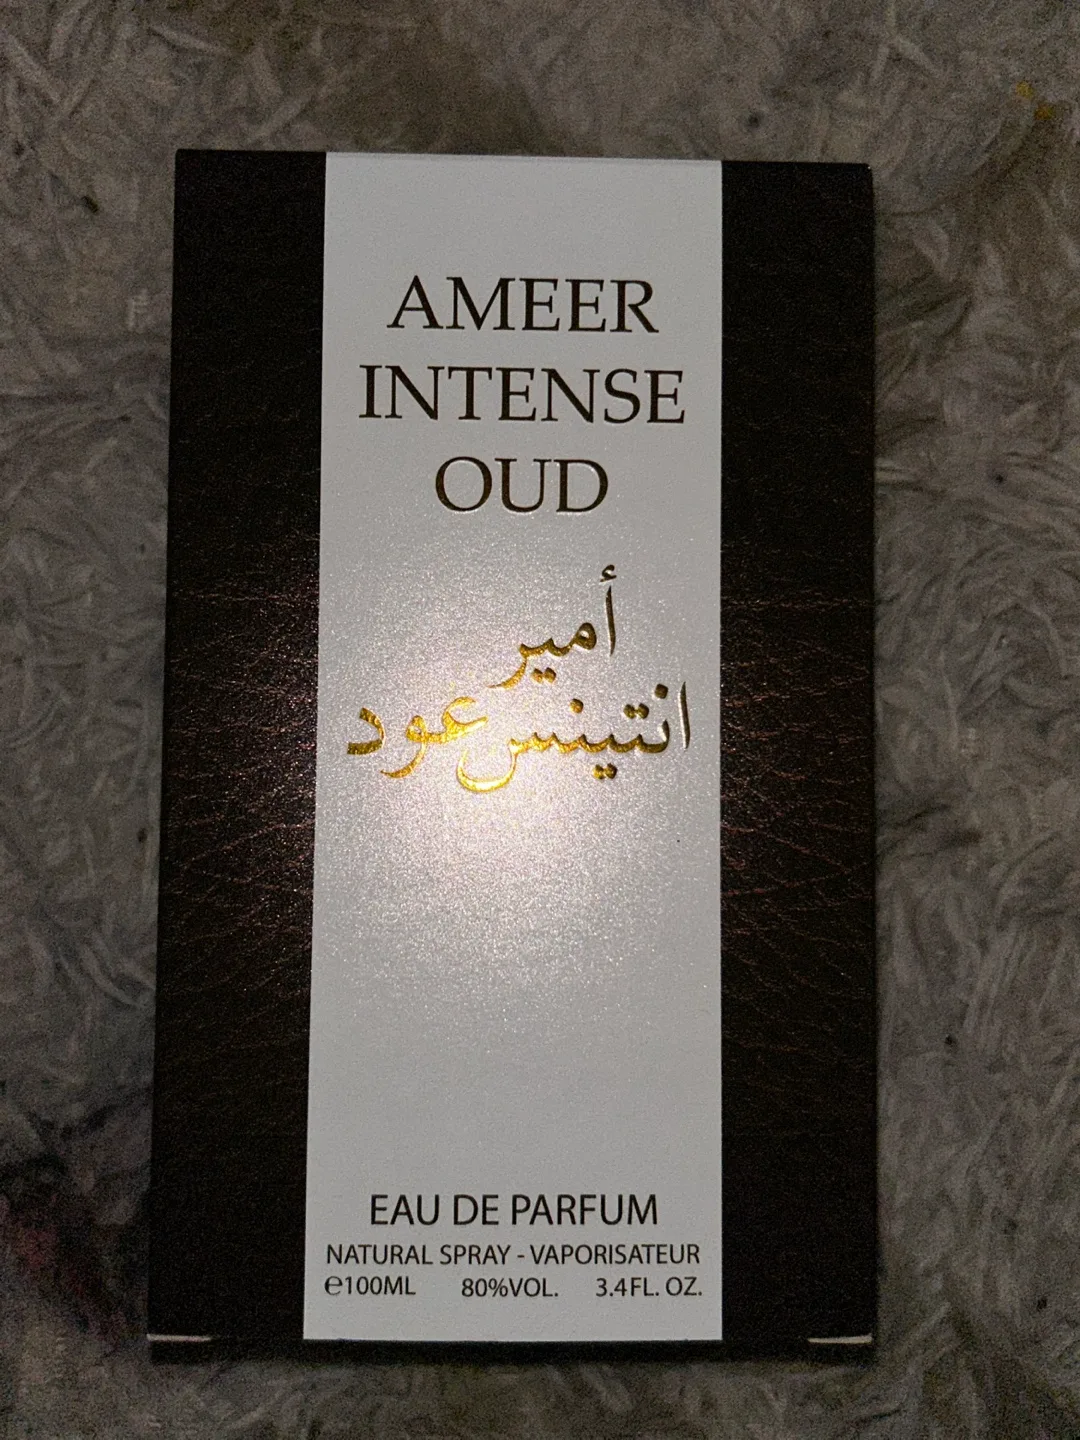 AMEER
INTENSE
OUD
أمير
انتينس عود
EAU DE PARFUM
NATURAL SPRAY - VAPORISATEUR
℮100ML 80%VOL. 3.4FL. OZ.